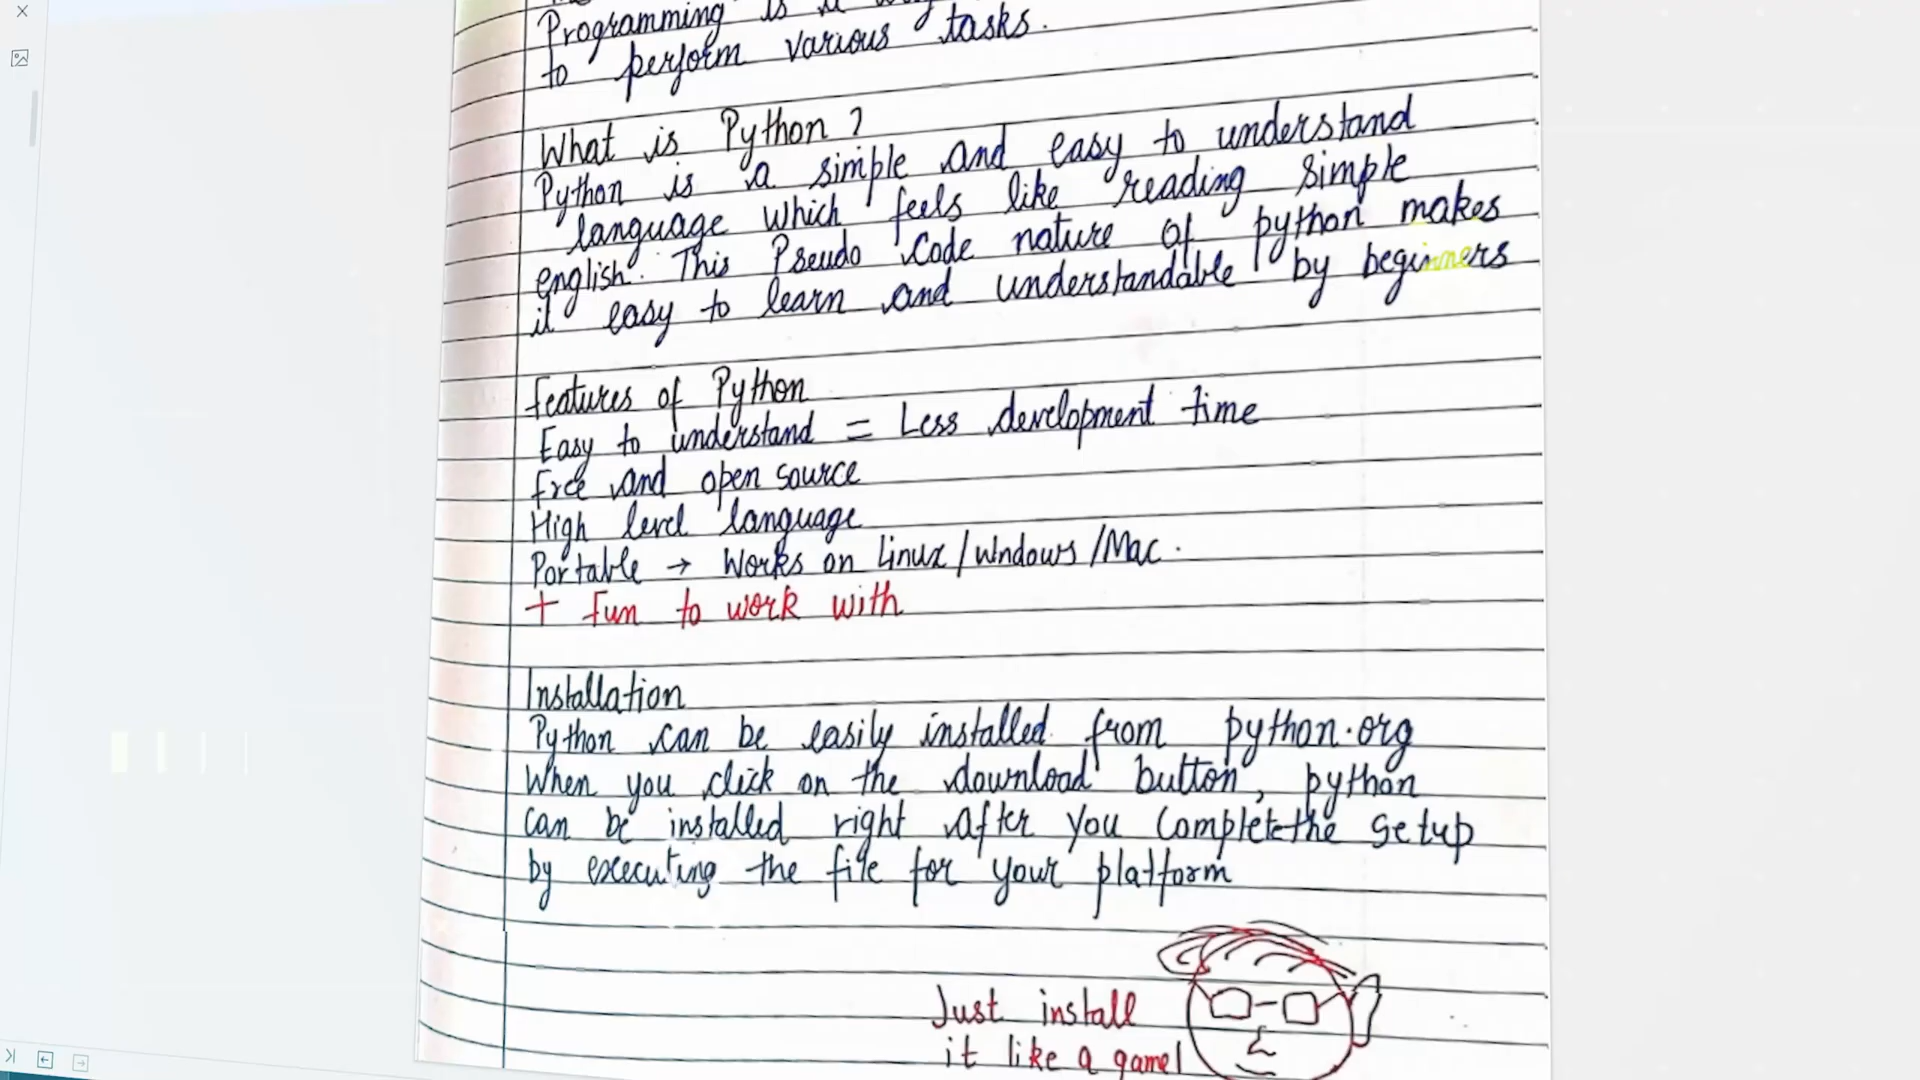 Programming is a
to perform various tasks.
What is Python?
Python is a simple and easy to understand
language which feels like reading simple
english. This Pseudo Code nature of python makes
it easy to learn and understandable by beginners
Features of Python
Easy to understand = Less development time
Free and open source
High level language
Portable → Works on Linux/Windows/Mac.
+ Fun to work with
Installation
Python can be easily installed from python.org
When you click on the download button, python
can be installed right after you complete the setup
by executing the file for your platform
Just install
it like a game!